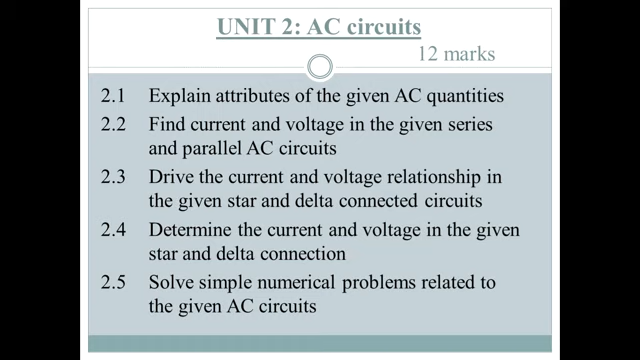 UNIT 2: AC circuits
12 marks
2.1 Explain attributes of the given AC quantities
2.2 Find current and voltage in the given series
and parallel AC circuits
2.3 Drive the current and voltage relationship in
the given star and delta connected circuits
2.4 Determine the current and voltage in the given
star and delta connection
2.5 Solve simple numerical problems related to
the given AC circuits